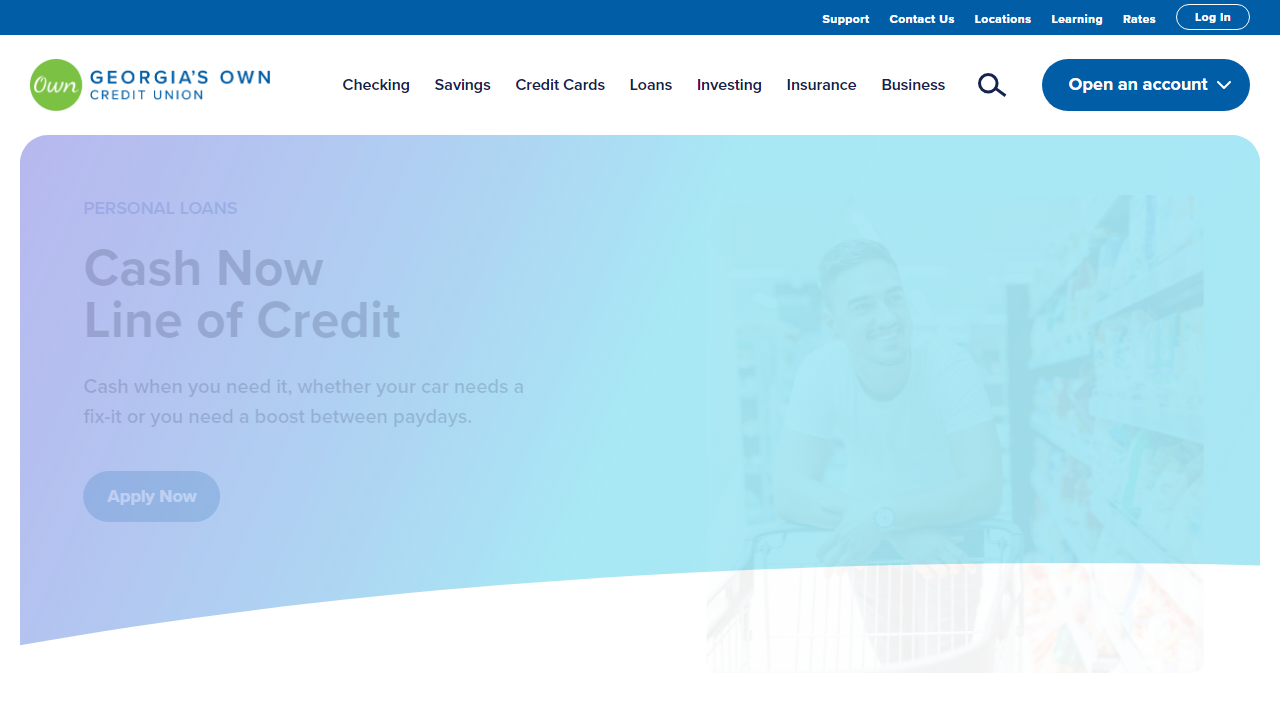 Support Contact Us Locations Learning Rates Log In
Own GEORGIA'S OWN
CREDIT UNION
Checking Savings Credit Cards Loans Investing Insurance Business Open an account
PERSONAL LOANS
Cash Now
Line of Credit
Cash when you need it, whether your car needs a
fix-it or you need a boost between paydays.
Apply Now